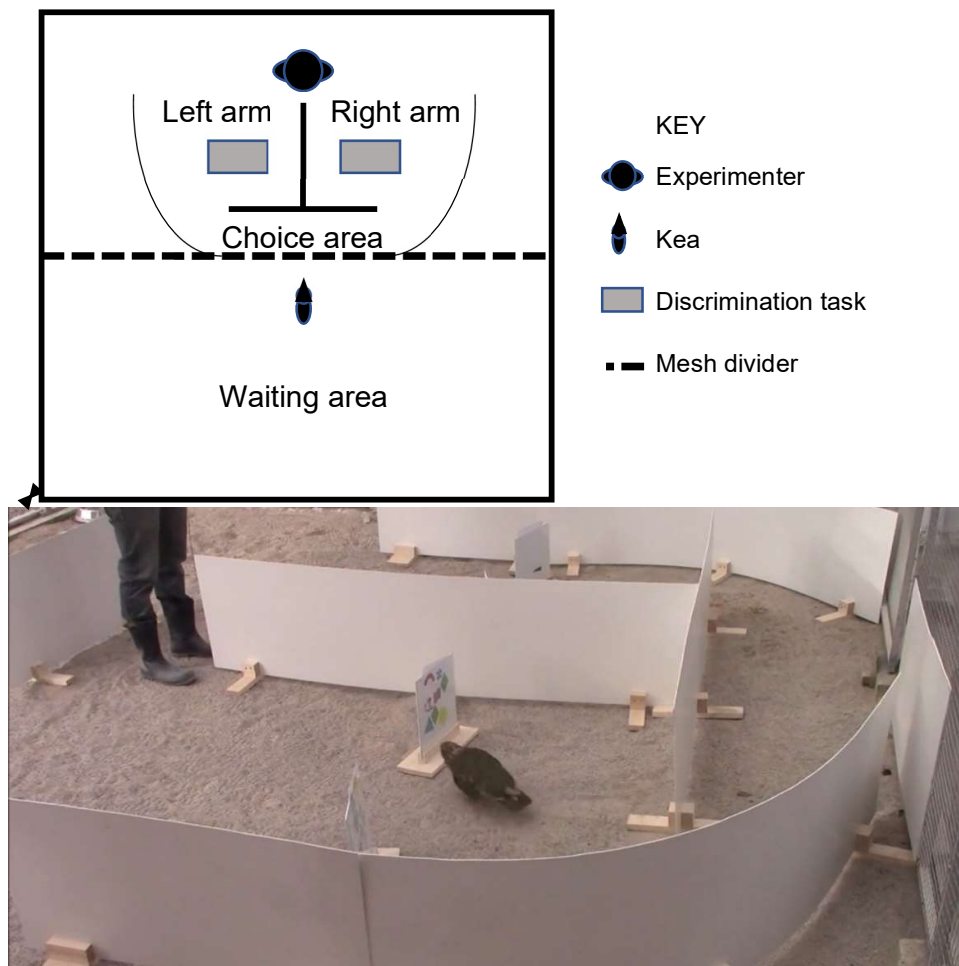 Left arm
Right arm
Choice area
Waiting area
KEY
Experimenter
Kea
Discrimination task
Mesh divider